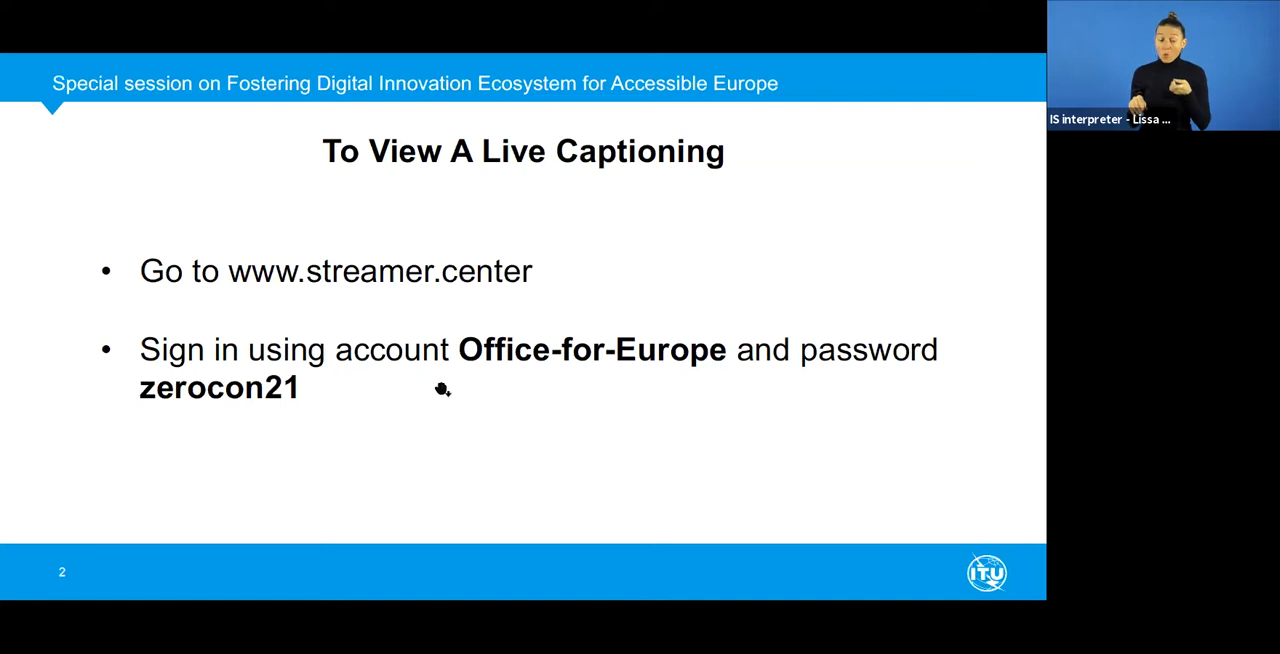 Special session on Fostering Digital Innovation Ecosystem for Accessible Europe
IS interpreter - Lissa ...
To View A Live Captioning
• Go to www.streamer.center
• Sign in using account Office-for-Europe and password
zerocon21
2
ITU